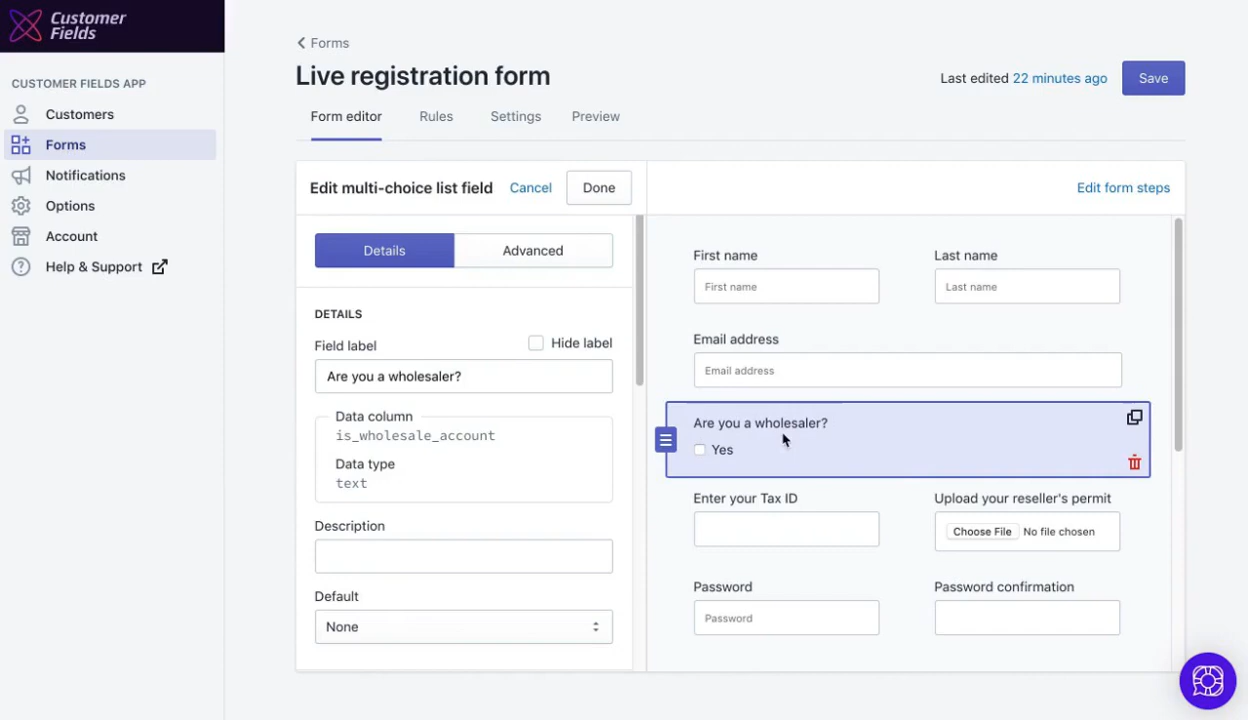 Customer
Fields
CUSTOMER FIELDS APP
Customers
Forms
Notifications
Options
Account
Help & Support
Forms
Live registration form
Last edited 22 minutes ago
Save
Form editor
Rules
Settings
Preview
Edit multi-choice list field
Cancel
Done
Edit form steps
Details
Advanced
DETAILS
Field label
Hide label
Are you a wholesaler?
Data column
is_wholesale_account
Data type
text
Description
Default
None
First name
Last name
First name
Last name
Email address
Email address
Are you a wholesaler?
Yes
Enter your Tax ID
Upload your reseller's permit
Choose File No file chosen
Password
Password confirmation
Password